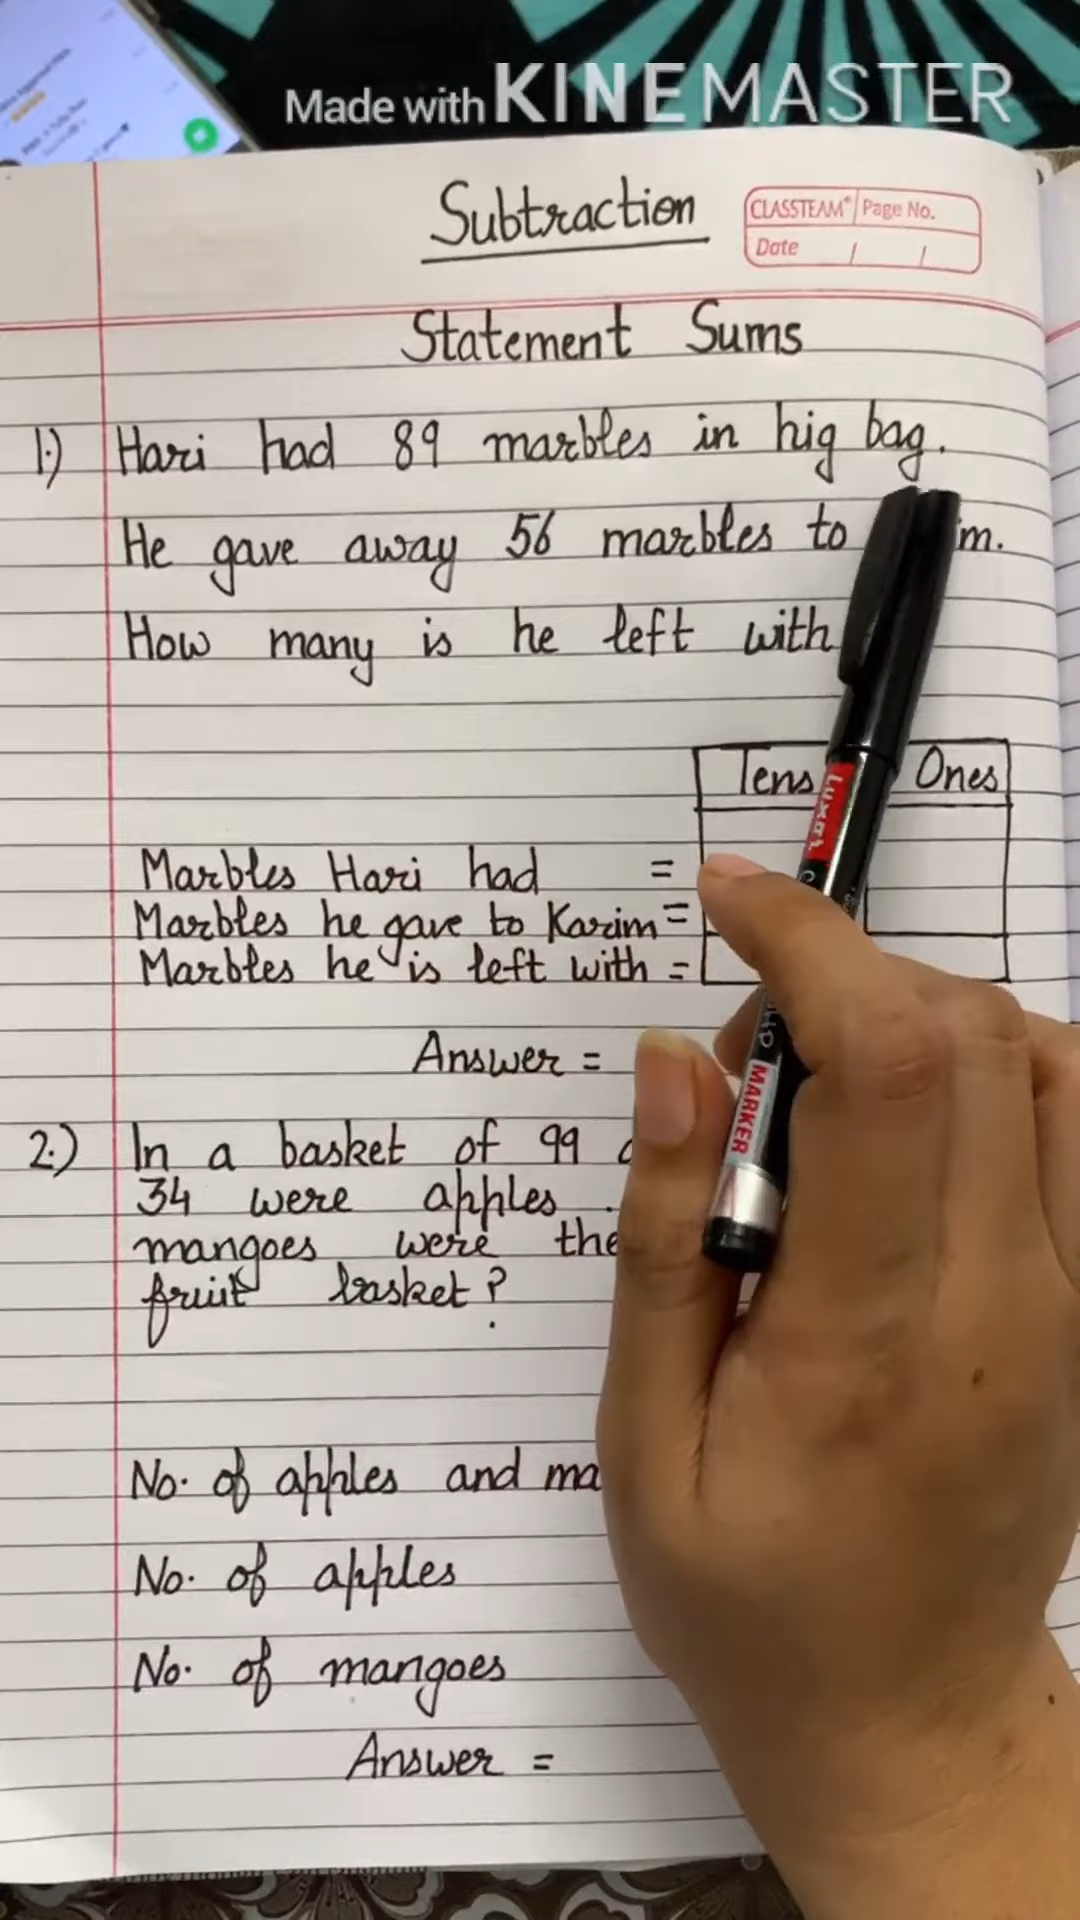 Made with KINEMASTER
Subtraction
CLASSTEAM Page No.
Date / /
Statement Sums
1.) Hari had 89 marbles in hig bag.
He gave away 56 marbles to
How many is he left with
Tens Ones
Marbles Hari had =
Marbles he gave to Karim =
Marbles he is left with =
Answer =
2.) In a basket of 99
34 were apples .
mangoes were the
fruit basket?
No. of apples and ma
No. of apples
No. of mangoes
Answer =
Luxor
MARKER